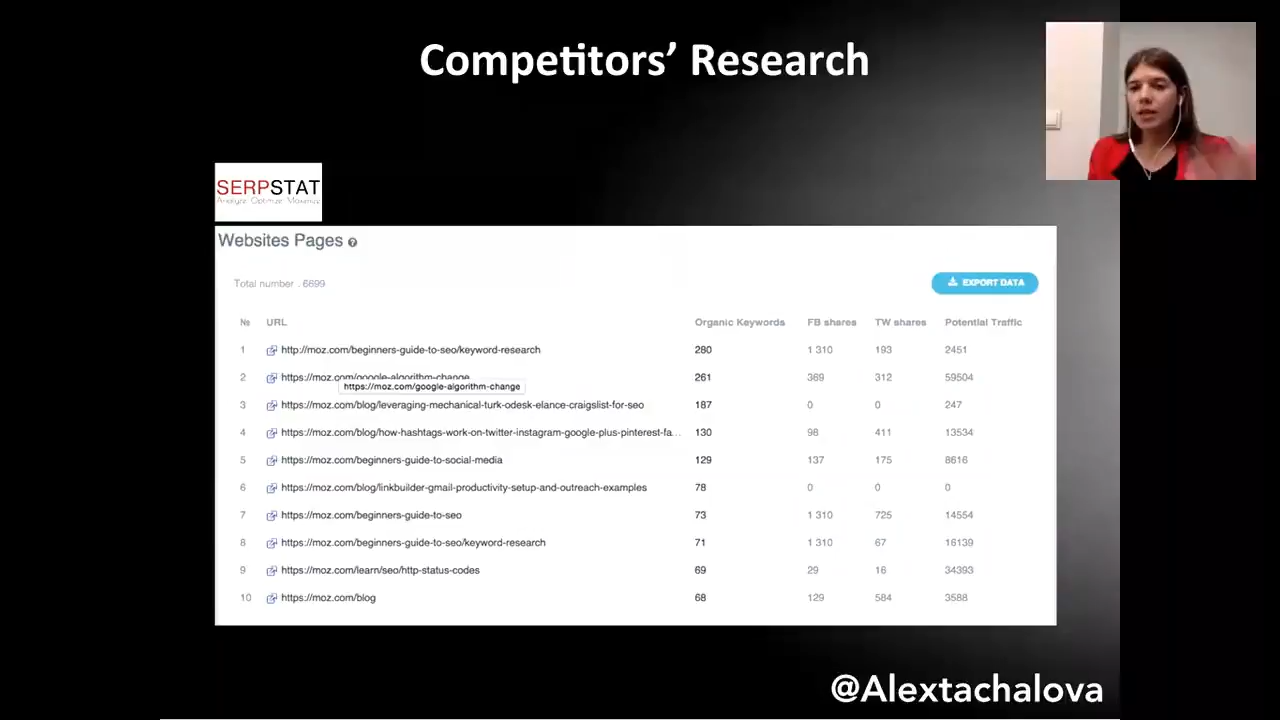 Competitors' Research
SERPSTAT
Analyze Optimize Maximize
Websites Pages
Total number . 6699
EXPORT DATA
№ URL Organic Keywords FB shares TW shares Potential Traffic
1 http://moz.com/beginners-guide-to-seo/keyword-research 280 1 310 193 2451
2 https://moz.com/google-algorithm-change 261 369 312 59504
https://moz.com/google-algorithm-change
3 https://moz.com/blog/leveraging-mechanical-turk-odesk-elance-craigslist-for-seo 187 0 0 247
4 https://moz.com/blog/how-hashtags-work-on-twitter-instagram-google-plus-pinterest-fa... 130 98 411 13534
5 https://moz.com/beginners-guide-to-social-media 129 137 175 8616
6 https://moz.com/blog/linkbuilder-gmail-productivity-setup-and-outreach-examples 78 0 0 0
7 https://moz.com/beginners-guide-to-seo 73 1 310 725 14554
8 https://moz.com/beginners-guide-to-seo/keyword-research 71 1 310 67 16139
9 https://moz.com/learn/seo/http-status-codes 69 29 16 34393
10 https://moz.com/blog 68 129 584 3588
@Alextachalova